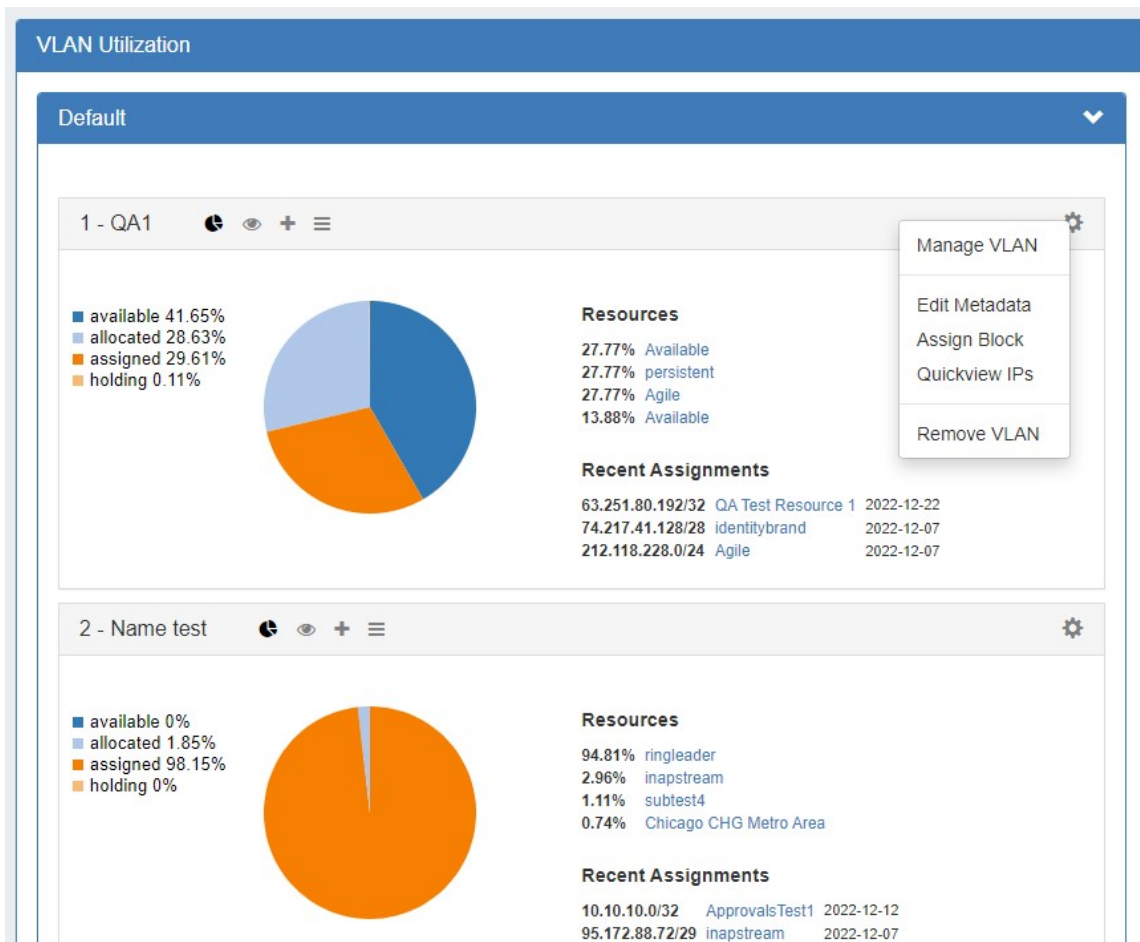 VLAN Utilization
Default
1 - QA1
Manage VLAN
Edit Metadata
Assign Block
Quickview IPs
Remove VLAN
available 41.65%
allocated 28.63%
assigned 29.61%
holding 0.11%
Resources
27.77% Available
27.77% persistent
27.77% Agile
13.88% Available
Recent Assignments
63.251.80.192/32 QA Test Resource 1 2022-12-22
74.217.41.128/28 identitybrand 2022-12-07
212.118.228.0/24 Agile 2022-12-07
2 - Name test
available 0%
allocated 1.85%
assigned 98.15%
holding 0%
Resources
94.81% ringleader
2.96% inapstream
1.11% subtest4
0.74% Chicago CHG Metro Area
Recent Assignments
10.10.10.0/32 ApprovalsTest1 2022-12-12
95.172.88.72/29 inapstream 2022-12-07